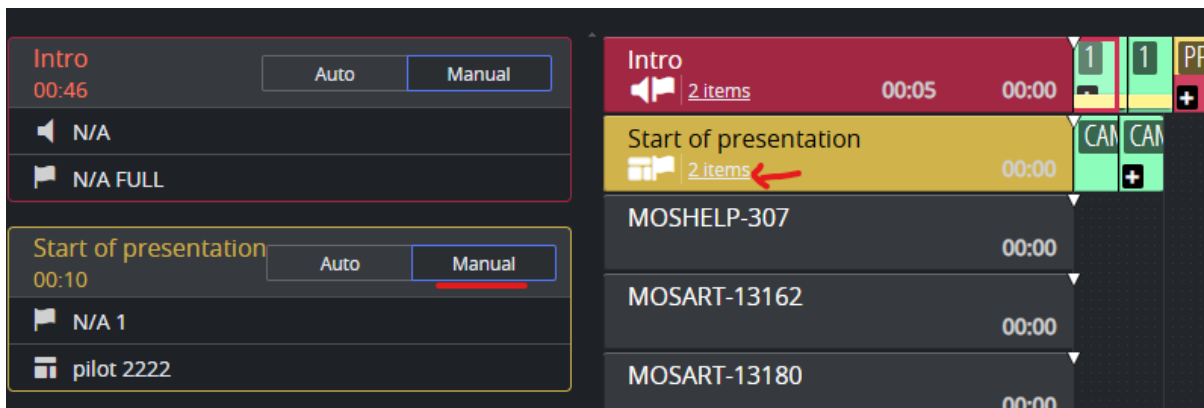 Intro
00:46
Auto
Manual
N/A
N/A FULL
Start of presentation
00:10
Auto
Manual
N/A 1
pilot 2222
Intro
2 items
00:05
00:00
1
1
Start of presentation
2 items
00:00
MOSHELP-307
00:00
MOSART-13162
00:00
MOSART-13180
00:00